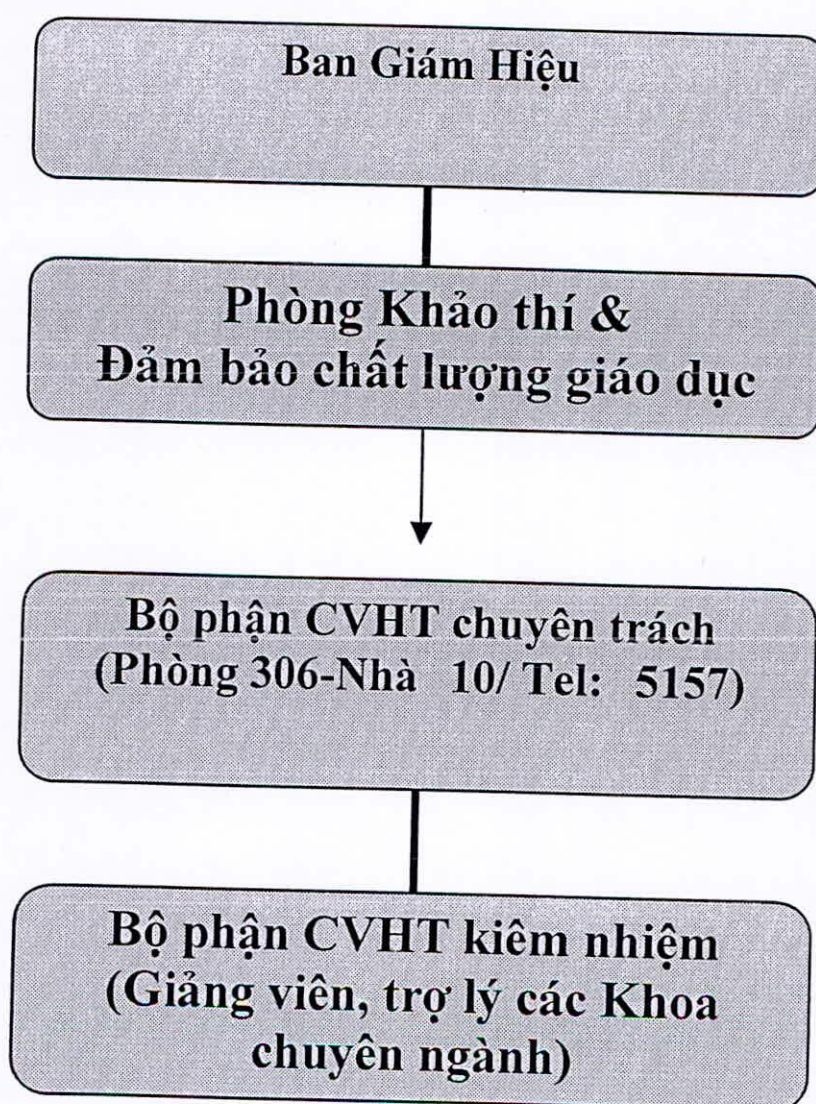 Ban Giám Hiệu
Phòng Khảo thí &
Đảm bảo chất lượng giáo dục
Bộ phận CVHT chuyên trách
(Phòng 306-Nhà 10/ Tel: 5157)
Bộ phận CVHT kiêm nhiệm
(Giảng viên, trợ lý các Khoa
chuyên ngành)